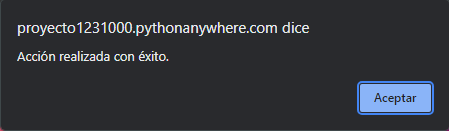 proyecto1231000.pythonanywhere.com dice
Acción realizada con éxito.
Aceptar